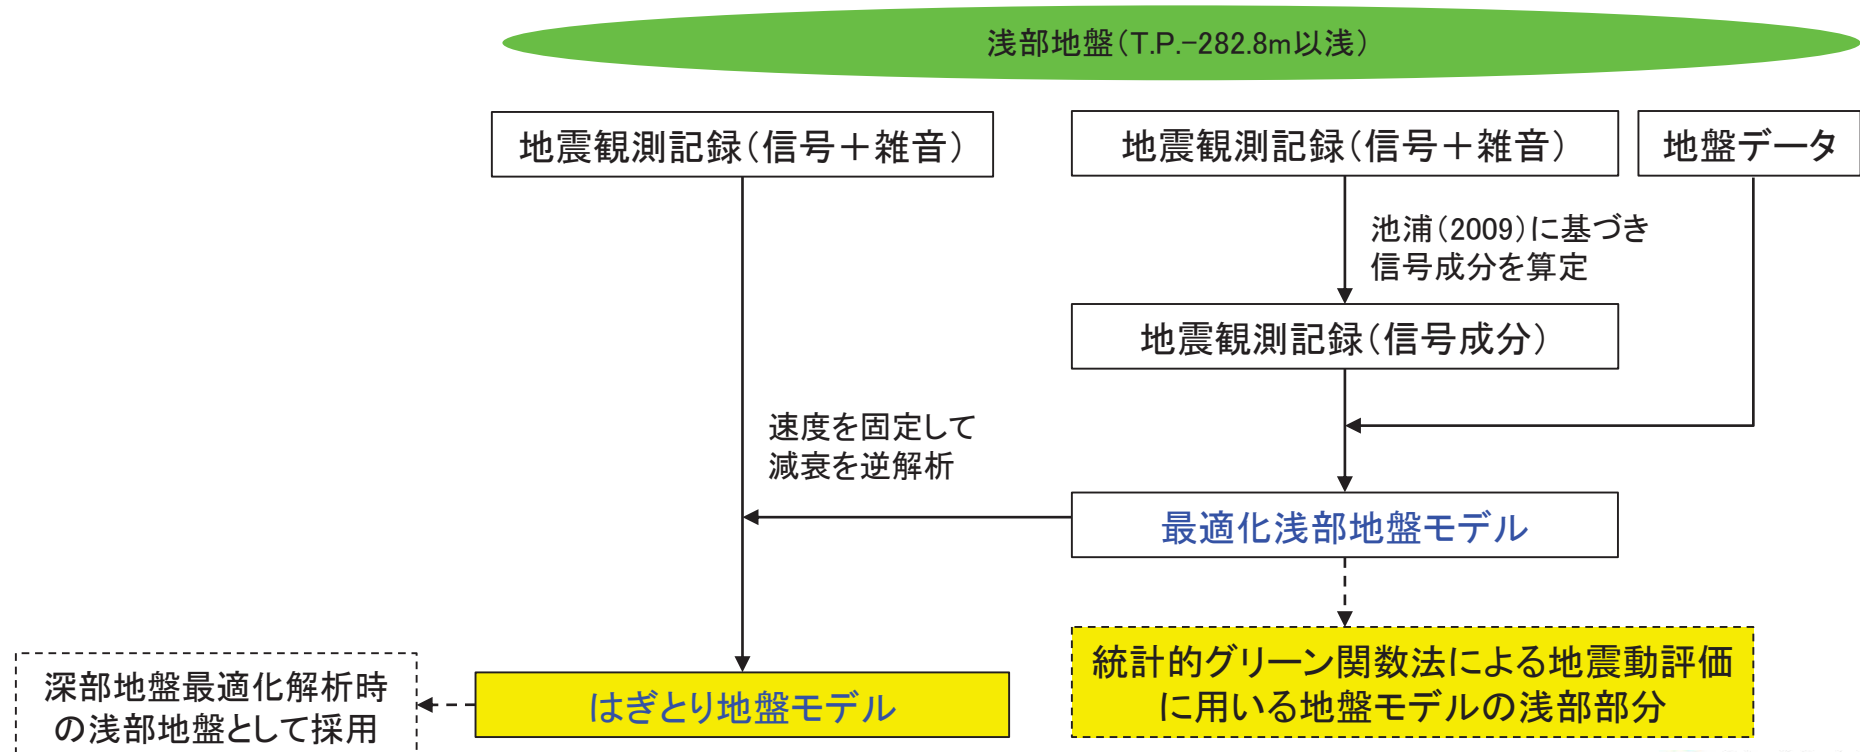 浅部地盤(T.P.-282.8m以浅)
地震観測記録(信号＋雑音)
地震観測記録(信号＋雑音)
地盤データ
池浦(2009)に基づき
信号成分を算定
地震観測記録(信号成分)
速度を固定して
減衰を逆解析
最適化浅部地盤モデル
統計的グリーン関数法による地震動評価
に用いる地盤モデルの浅部部分
はぎとり地盤モデル
深部地盤最適化解析時
の浅部地盤として採用